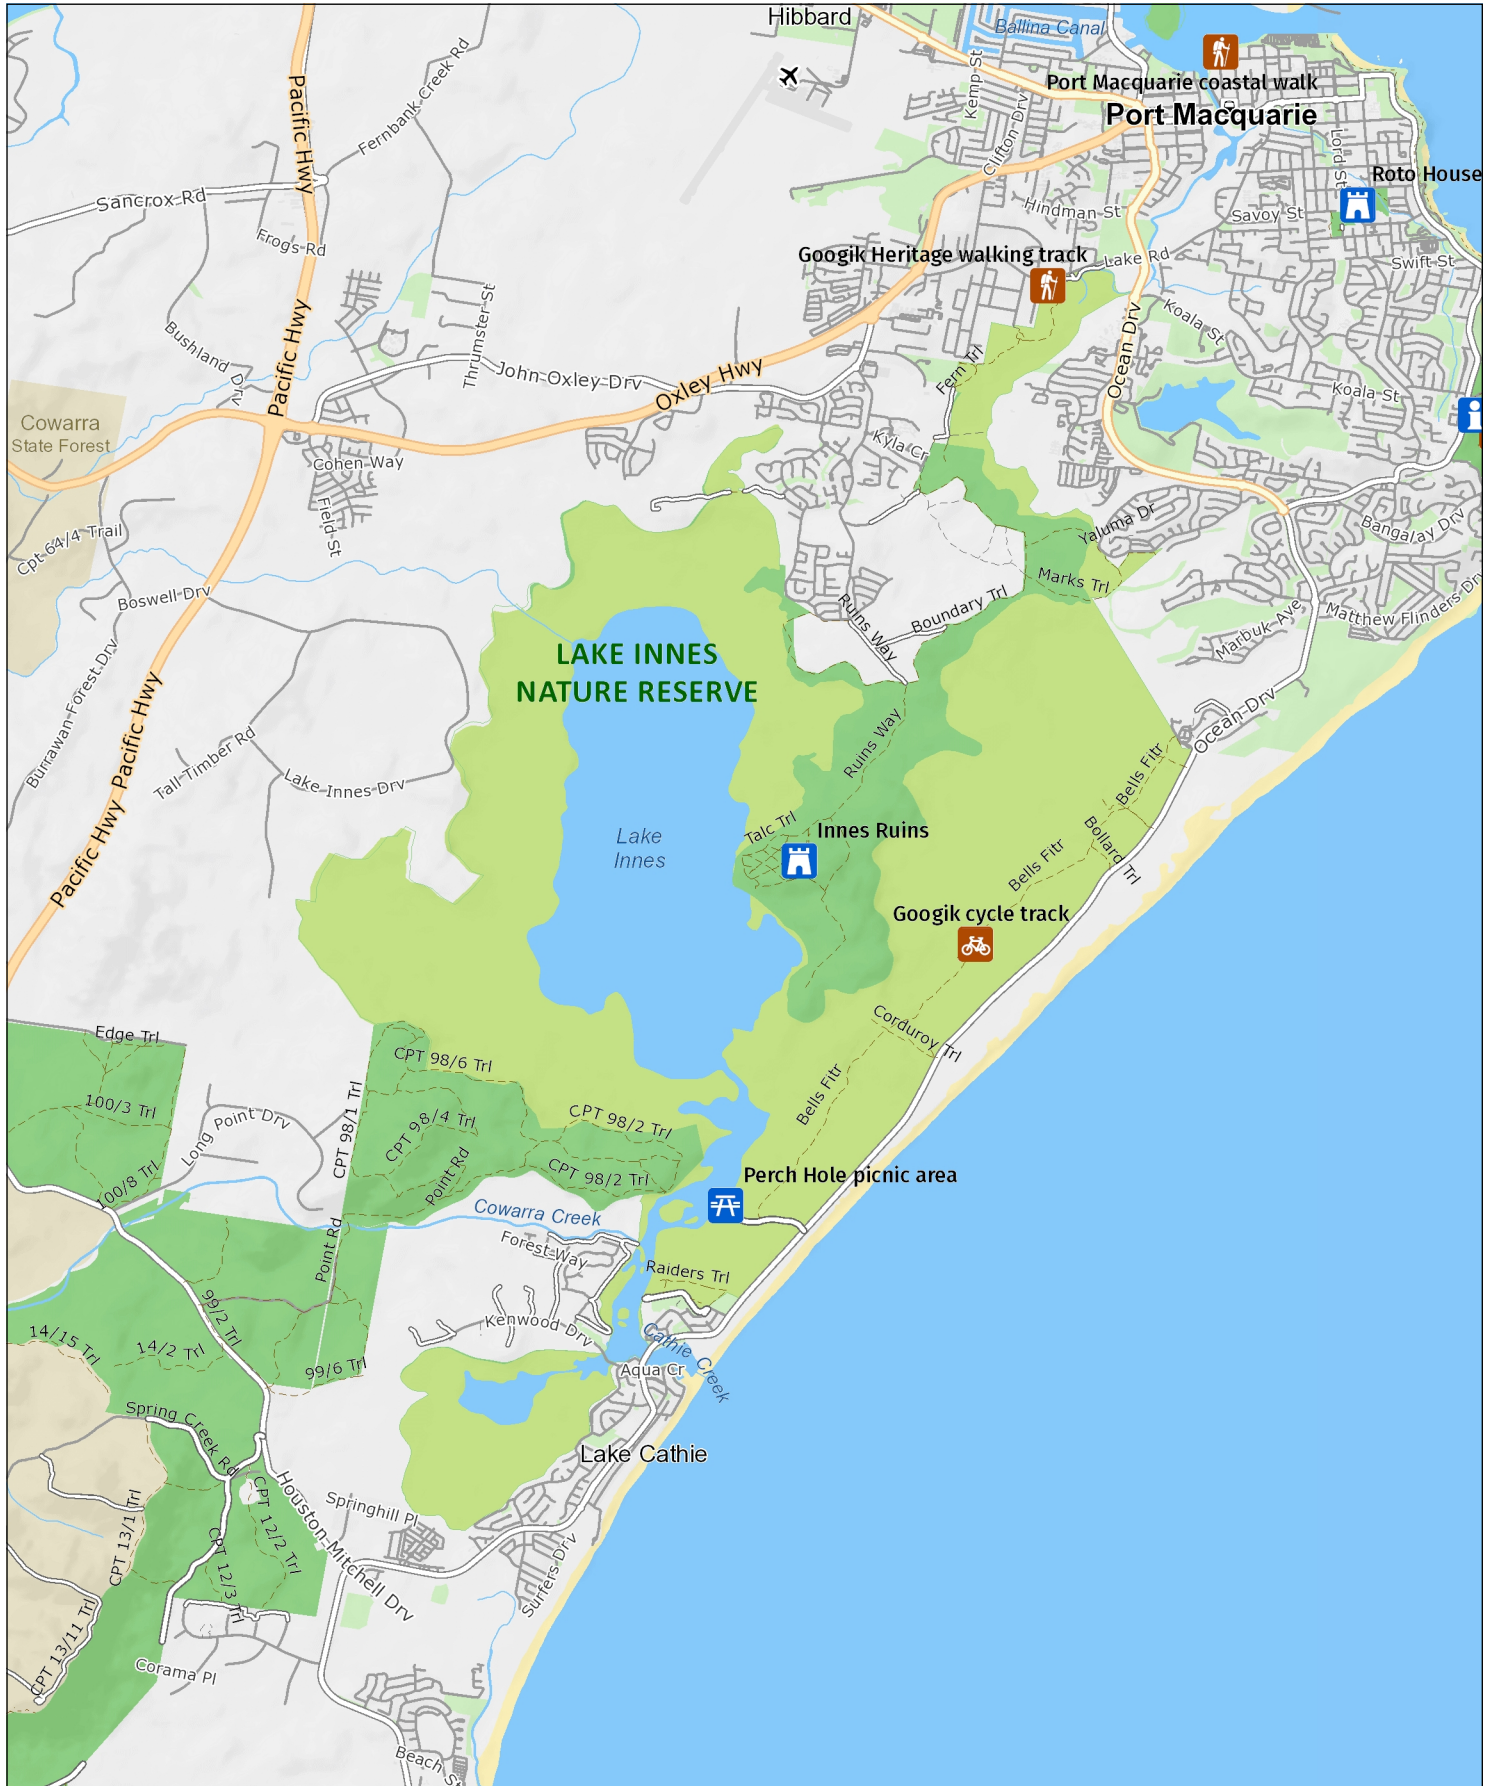 Hibbard
Ballina Canal
Port Macquarie coastal walk
Port Macquarie
Pacific Hwy
Fernbank Creek Rd
Kemp St
Clifton Drv
Lord St
Roto House
Sancrox Rd
Frogs Rd
Hindman St
Savoy St
Googik Heritage walking track
Lake Rd
Swift St
Bushland Drv
Pacific Hwy
Thrumster St
John Oxley Drv
Oxley Hwy
Fern Trl
Ocean Drv
Koala St
Koala St
Cowarra
State Forest
Cohen Way
Kyla Cr
Field St
Cpt 64/4 Trail
Yaluma Dr
Bangalay Drv
Boswell Drv
Marks Trl
Ruins Way
Boundary Trl
Matthew Flinders Drv
Marbuk Ave
LAKE INNES
NATURE RESERVE
Burrawan-Forest Drv
Pacific Hwy
Ocean-Drv
Tall Timber Rd
Ruins Way
Lake Innes Drv
Bells Fitr
Pacific Hwy
Talc Trl
Innes Ruins
Lake
Innes
Bells Fitr
Bollard Trl
Googik cycle track
Edge Trl
Corduroy Trl
CPT 98/6 Trl
100/3 Trl
Long Point Drv
CPT 98/1 Trl
CPT 98/4 Trl
CPT 98/2 Trl
Bells Fitr
100/8 Trl
Point Rd
CPT 98/2 Trl
Perch Hole picnic area
Cowarra Creek
Point Rd
Forest Way
Raiders Trl
99/2 Trl
14/15 Trl
14/2 Trl
Kenwood Drv
Cathie Creek
99/6 Trl
Aqua Cr
Spring Creek Rd
Lake Cathie
CPT 13/1 Trl
CPT 12/2 Trl
Houston-Mitchell Drv
Springhill Pl
CPT 12/3 Trl
Surfers Drv
CPT 13/11 Trl
Corama Pl
Beach St